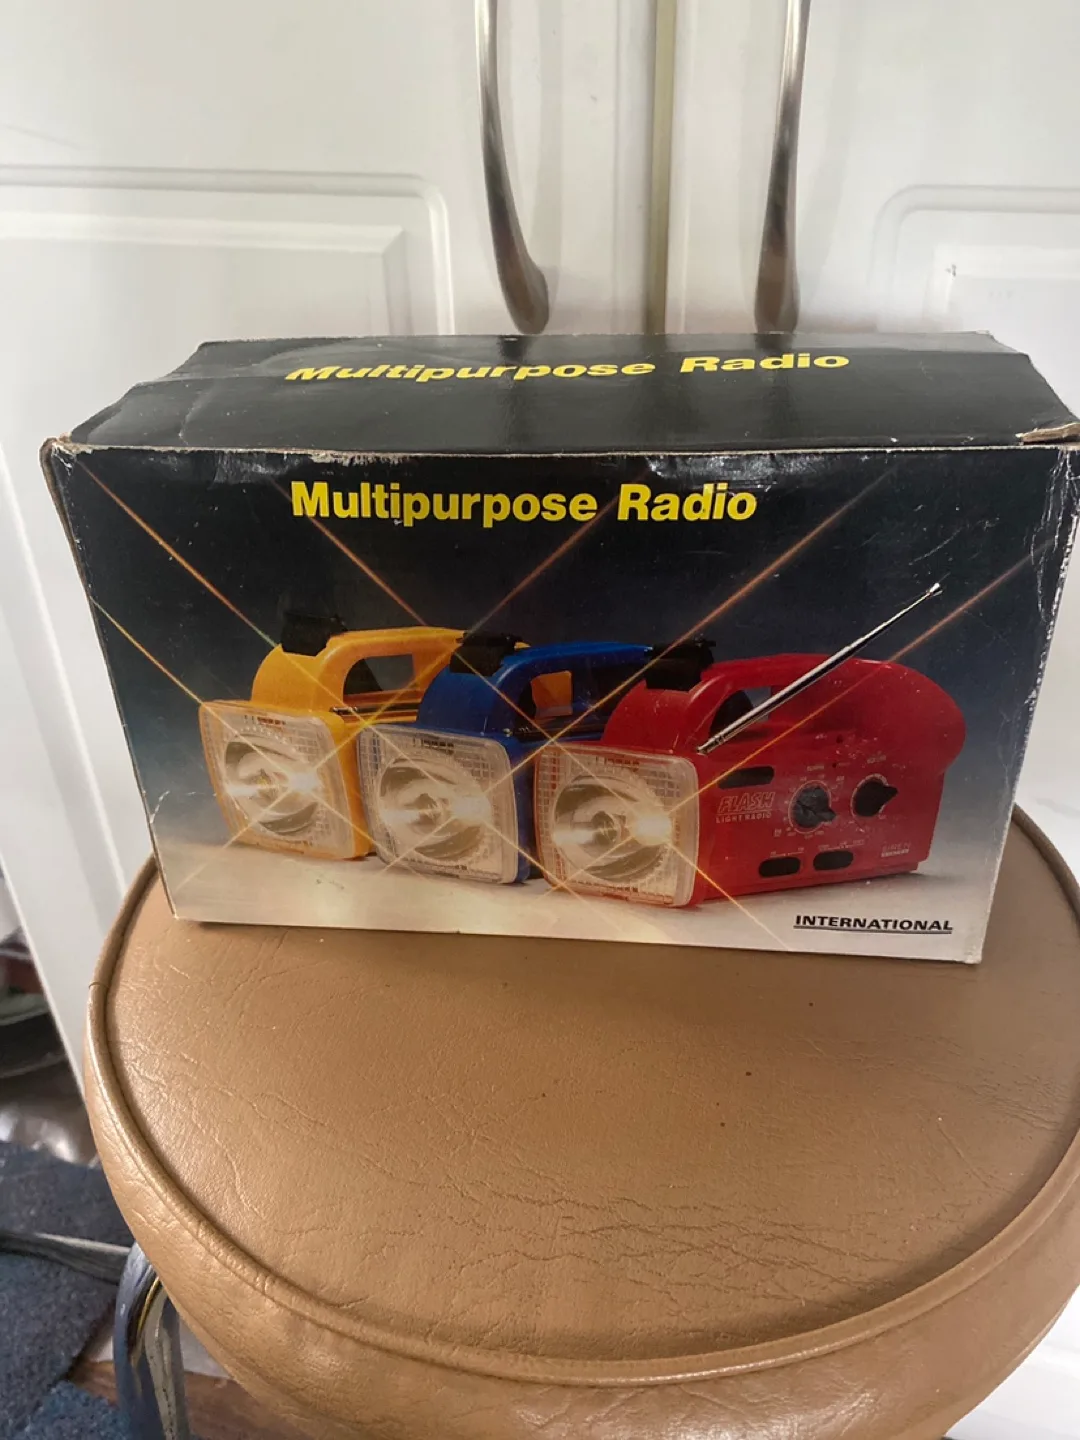 Multipurpose Radio
Multipurpose Radio
FLASH
LIGHT RADIO
INTERNATIONAL